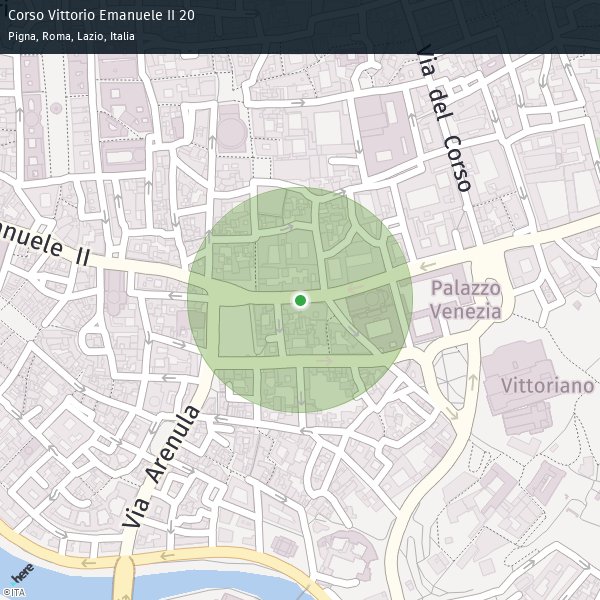 Corso Vittorio Emanuele II 20
Pigna, Roma, Lazio, Italia
Via del Corso
anuele II
Palazzo
Venezia
Vittoriano
Via Arenula
here
©ITA